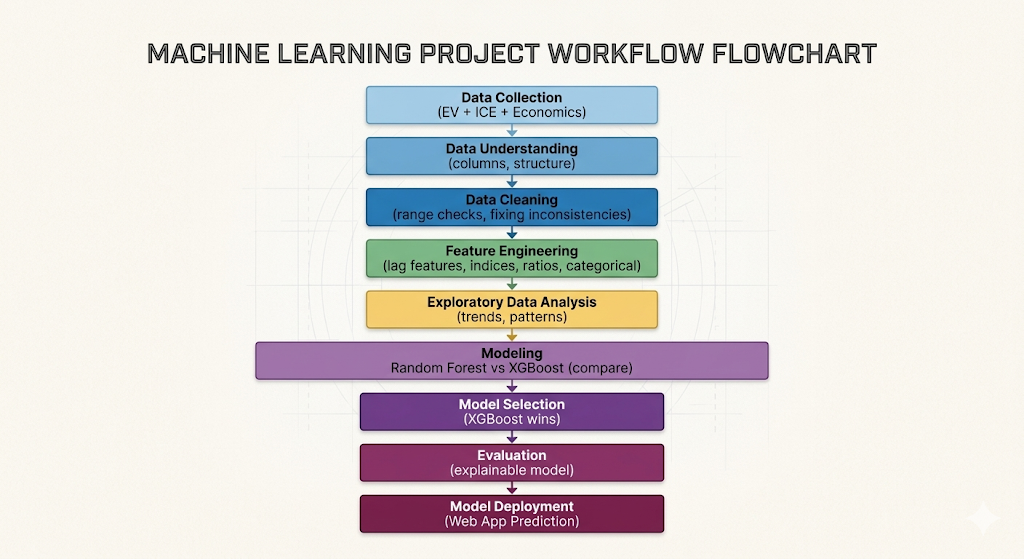 MACHINE LEARNING PROJECT WORKFLOW FLOWCHART
Data Collection
(EV + ICE + Economics)
Data Understanding
(columns, structure)
Data Cleaning
(range checks, fixing inconsistencies)
Feature Engineering
(lag features, indices, ratios, categorical)
Exploratory Data Analysis
(trends, patterns)
Modeling
Random Forest vs XGBoost (compare)
Model Selection
(XGBoost wins)
Evaluation
(explainable model)
Model Deployment
(Web App Prediction)